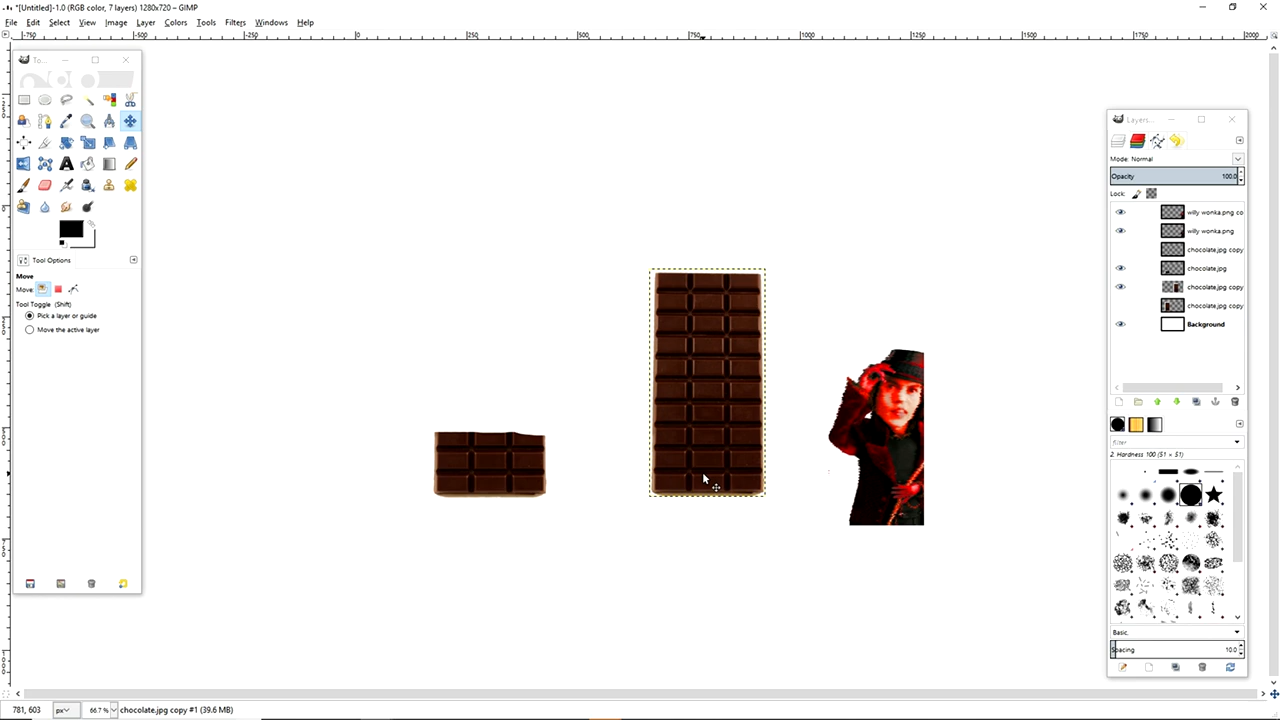 *[Untitled]-1.0 (RGB color, 7 layers) 1280x720 – GIMP
File Edit Select View Image Layer Colors Tools Filters Windows Help
-750 -500 -250 250 500 750 1000 1250 1500 1750 2000
To...
Tool Options
Move
Move:
Tool Toggle (Shift)
Pick a layer or guide
Move the active layer
Layers...
Mode Normal
Opacity 100.0
Lock:
willy wonka.png co
willy wonka.png
chocolate.jpg copy
chocolate.jpg
chocolate.jpg copy
chocolate.jpg copy
Background
filter
2. Hardness 100 (51 × 51)
Basic,
Spacing 10.0
781, 603 px 66.7 % chocolate.jpg copy #1 (39.6 MB)